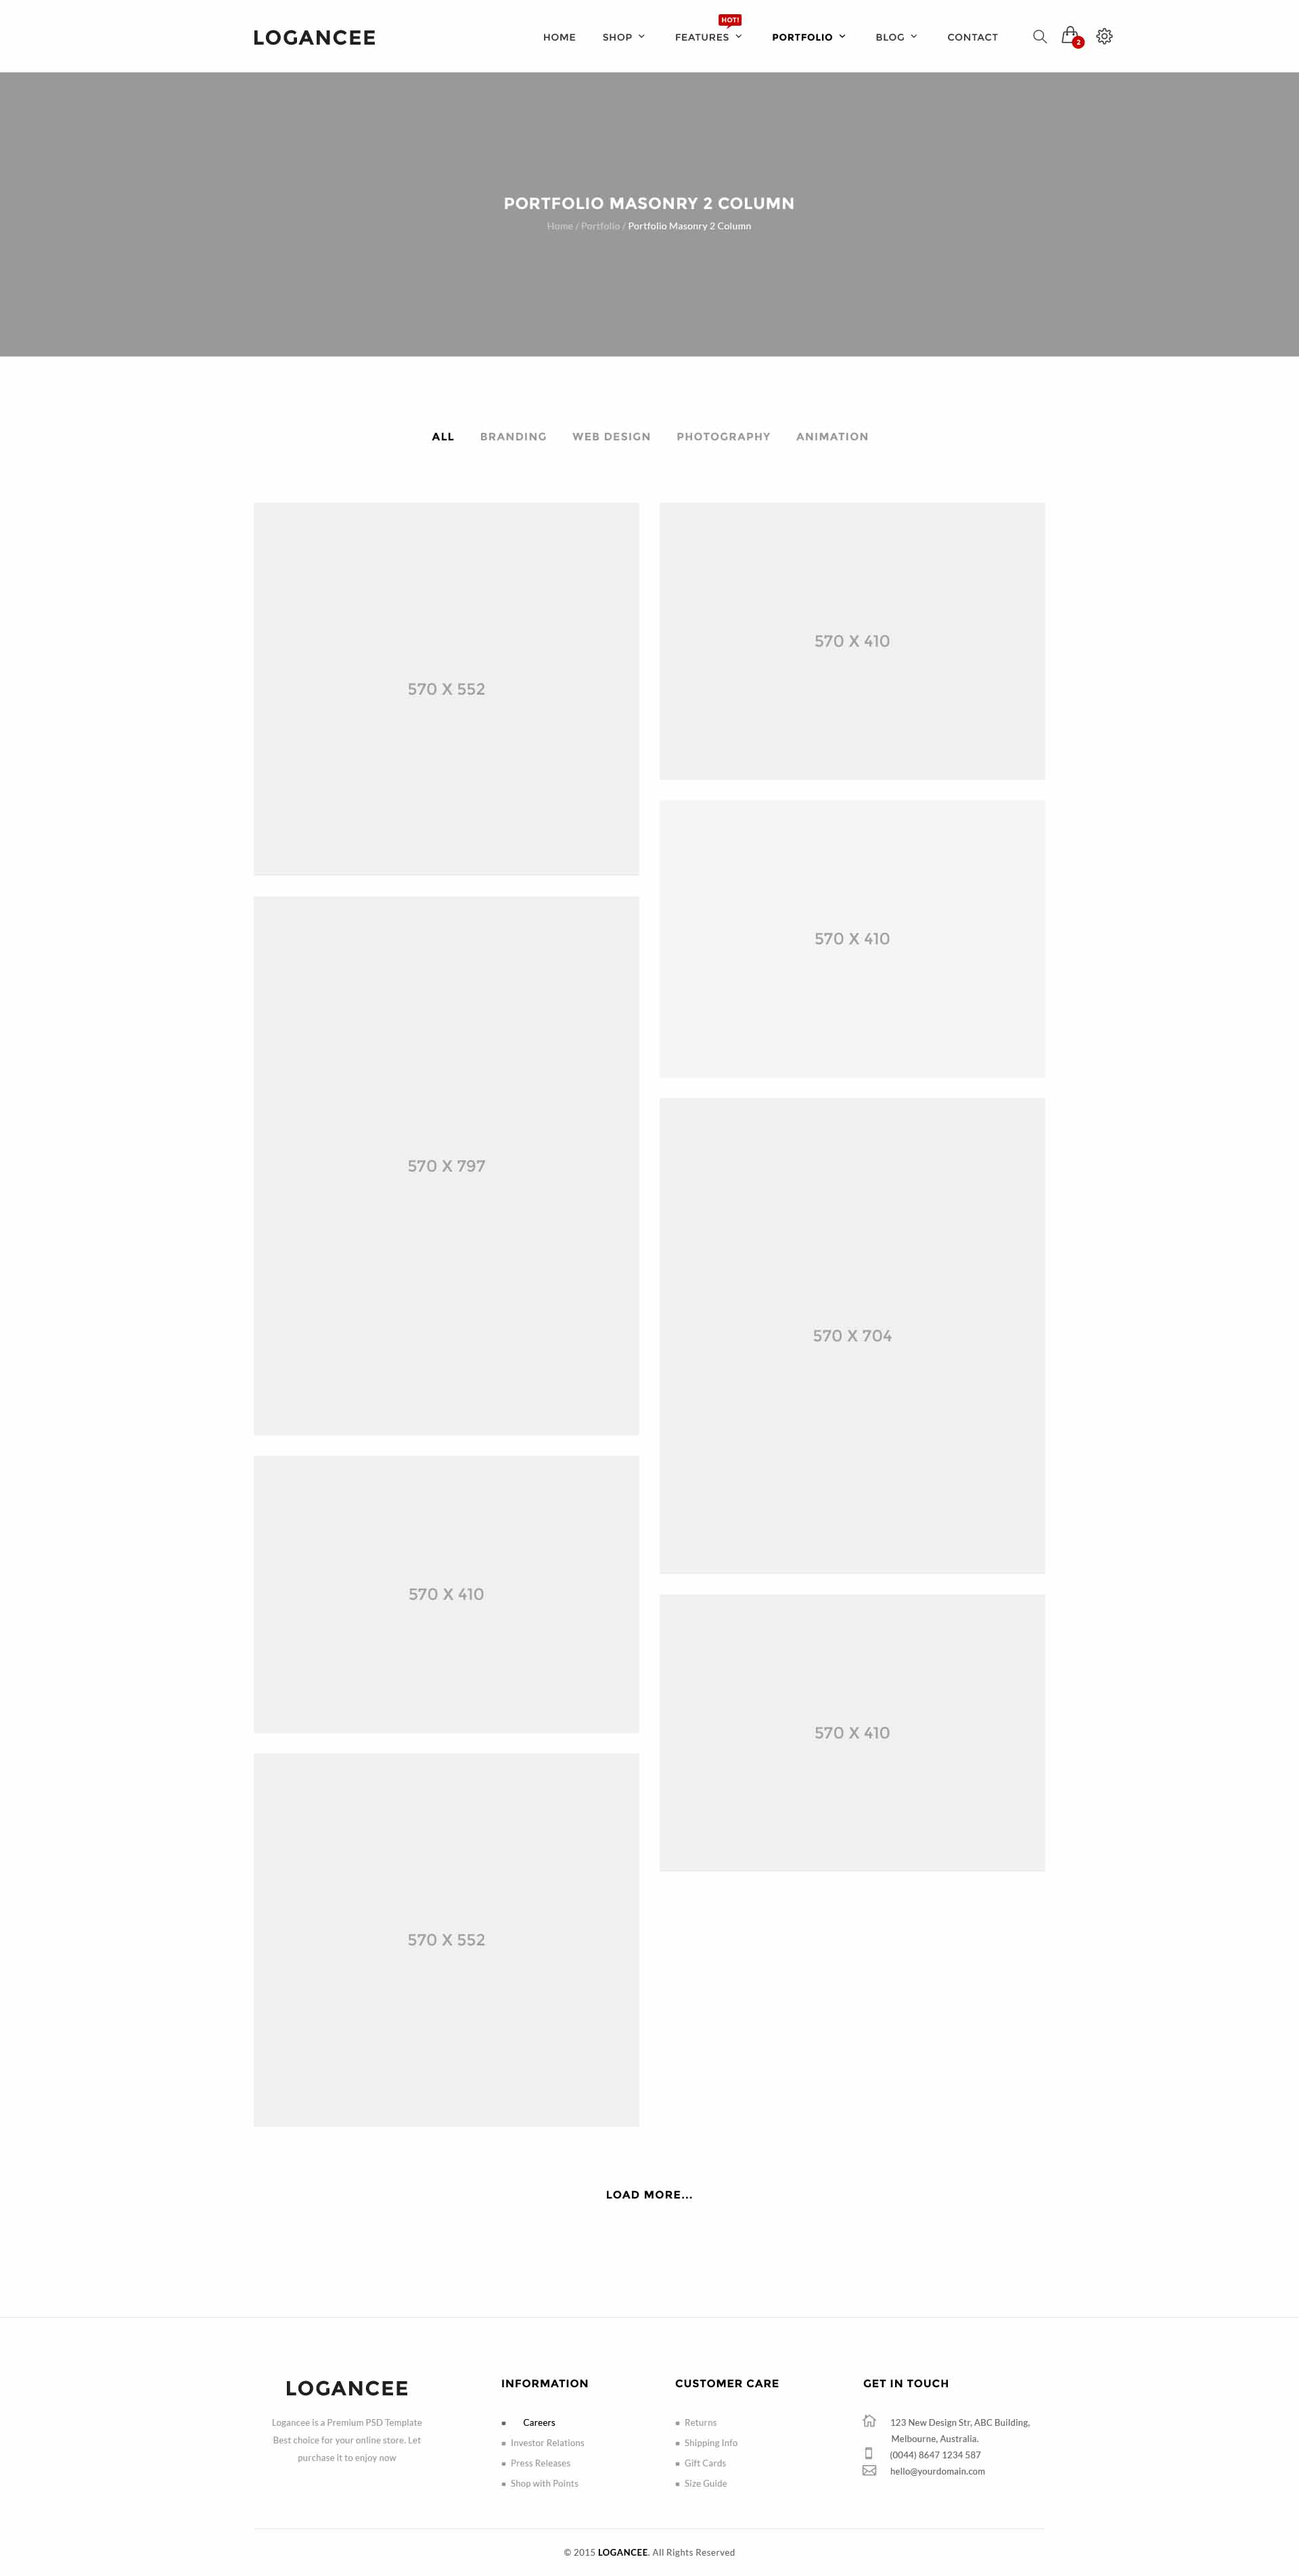 LOGANCEE
HOME SHOP FEATURES HOT! PORTFOLIO BLOG CONTACT 2
PORTFOLIO MASONRY 2 COLUMN
Home / Portfolio / Portfolio Masonry 2 Column
ALL BRANDING WEB DESIGN PHOTOGRAPHY ANIMATION
570 X 552
570 X 410
570 X 410
570 X 797
570 X 704
570 X 410
570 X 410
570 X 552
LOAD MORE...
LOGANCEE
Logancee is a Premium PSD Template
Best choice for your online store. Let
purchase it to enjoy now
INFORMATION
Careers
Investor Relations
Press Releases
Shop with Points
CUSTOMER CARE
Returns
Shipping Info
Gift Cards
Size Guide
GET IN TOUCH
123 New Design Str, ABC Building,
Melbourne, Australia.
(0044) 8647 1234 587
hello@yourdomain.com
© 2015 LOGANCEE. All Rights Reserved